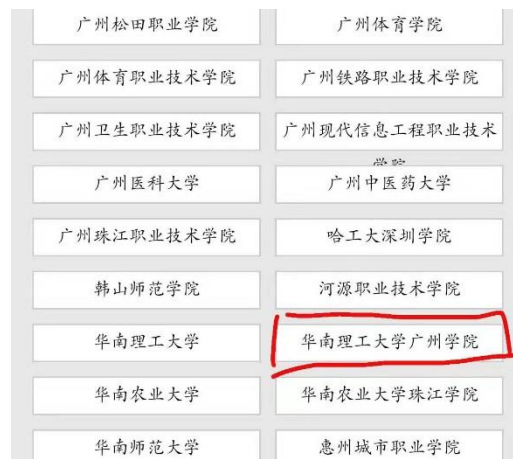 广州松田职业学院
广州体育学院
广州体育职业技术学院
广州铁路职业技术学院
广州卫生职业技术学院
广州现代信息工程职业技术
学院
广州医科大学
广州中医药大学
广州珠江职业技术学院
哈工大深圳学院
韩山师范学院
河源职业技术学院
华南理工大学
华南理工大学广州学院
华南农业大学
华南农业大学珠江学院
华南师范大学
惠州城市职业学院